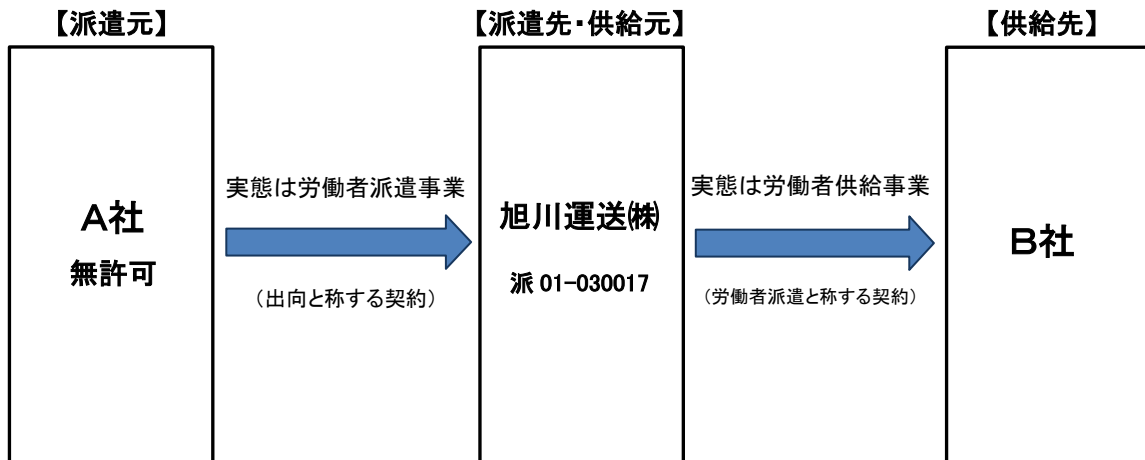 【派遣元】
【派遣先・供給元】
【供給先】
A社
無許可
実態は労働者派遣事業
(出向と称する契約)
旭川運送㈱
派 01-030017
実態は労働者供給事業
(労働者派遣と称する契約)
B社